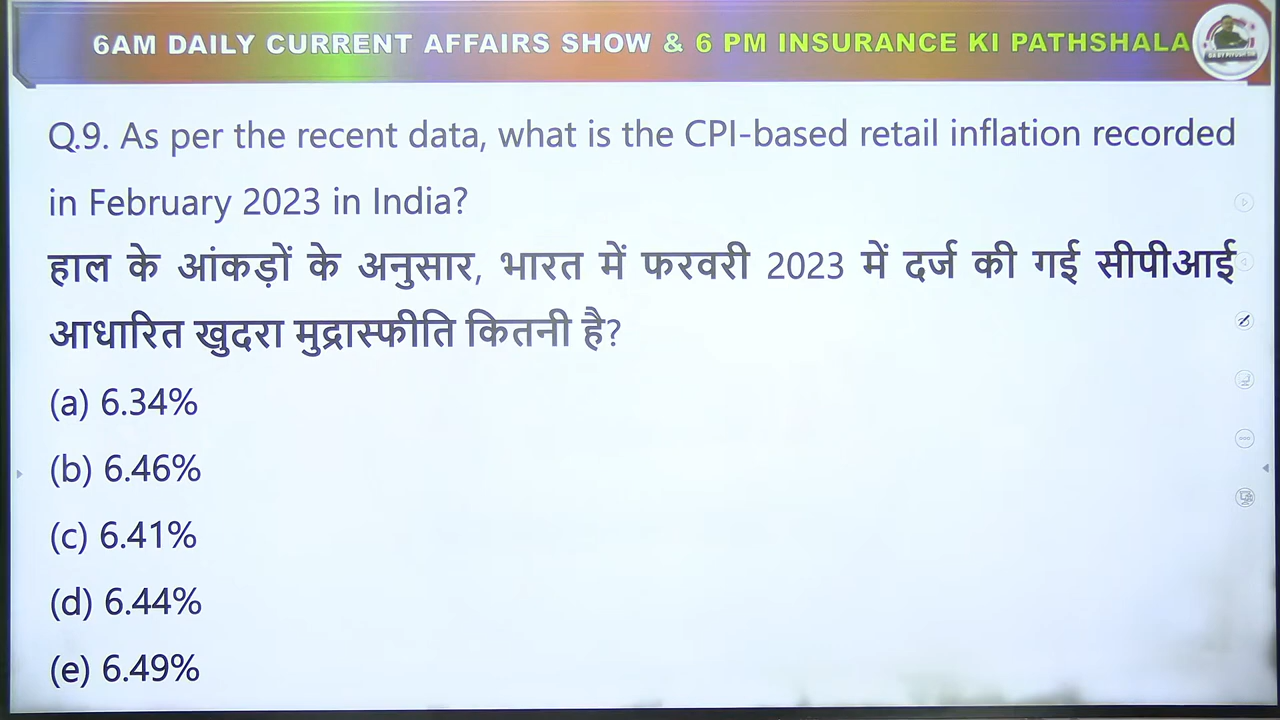 6AM DAILY CURRENT AFFAIRS SHOW & 6 PM INSURANCE KI PATHSHALA
Q.9. As per the recent data, what is the CPI-based retail inflation recorded
in February 2023 in India?
हाल के आंकड़ों के अनुसार, भारत में फरवरी 2023 में दर्ज की गई सीपीआई
आधारित खुदरा मुद्रास्फीति कितनी है?
(a) 6.34%
(b) 6.46%
(c) 6.41%
(d) 6.44%
(e) 6.49%